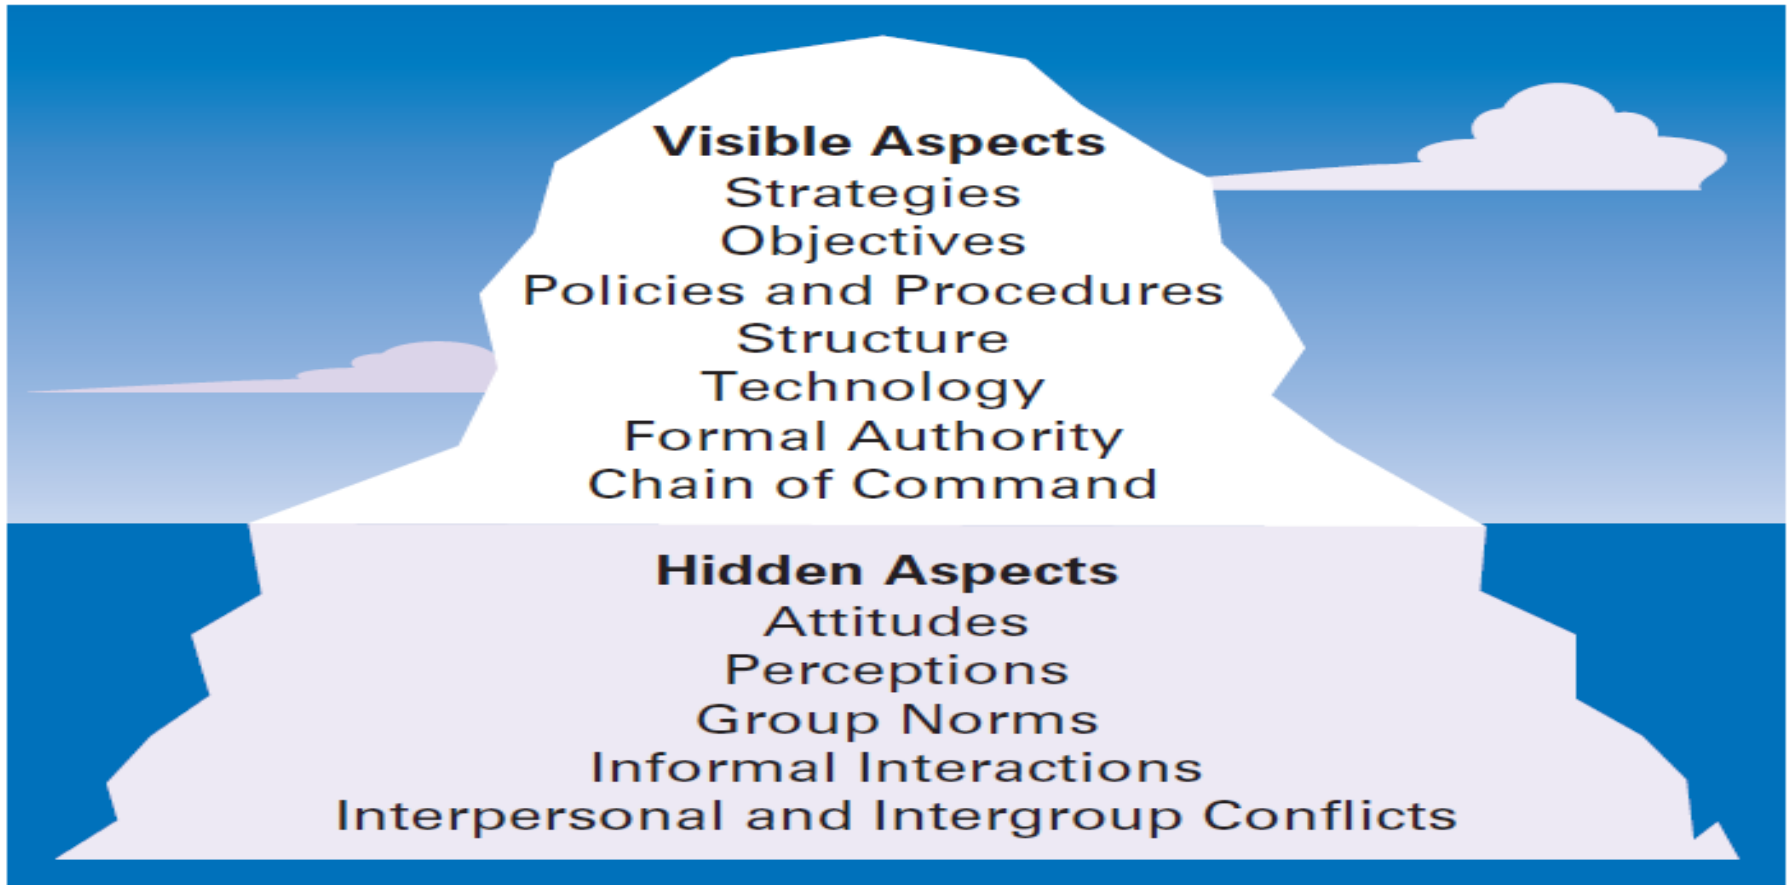 Visible Aspects
Strategies
Objectives
Policies and Procedures
Structure
Technology
Formal Authority
Chain of Command
Hidden Aspects
Attitudes
Perceptions
Group Norms
Informal Interactions
Interpersonal and Intergroup Conflicts